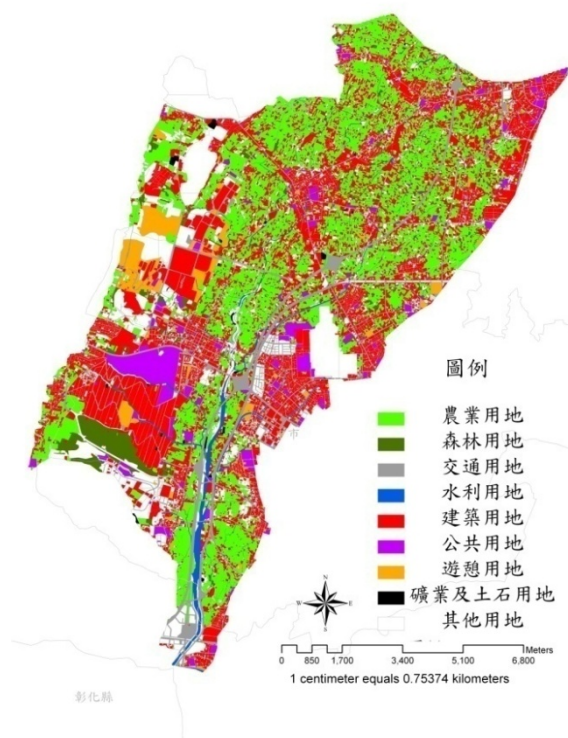 圖例
農業用地
森林用地
交通用地
水利用地
建築用地
公共用地
遊憩用地
礦業及土石用地
其他用地
市
N
W
E
S
Meters
0 850 1,700 3,400 5,100 6,800
1 centimeter equals 0.75374 kilometers
彰化縣